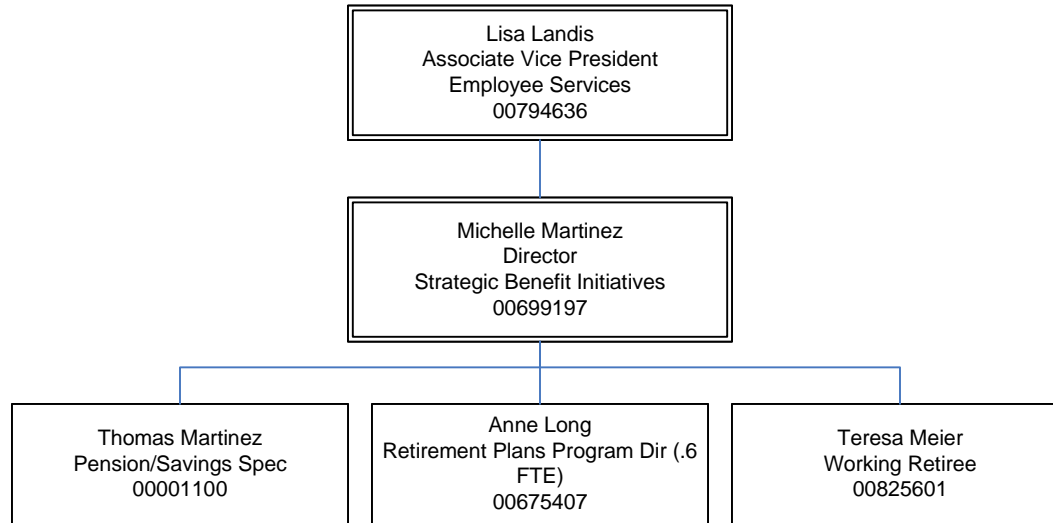 Lisa Landis
Associate Vice President
Employee Services
00794636
Michelle Martinez
Director
Strategic Benefit Initiatives
00699197
Thomas Martinez
Pension/Savings Spec
00001100
Anne Long
Retirement Plans Program Dir (.6
FTE)
00675407
Teresa Meier
Working Retiree
00825601